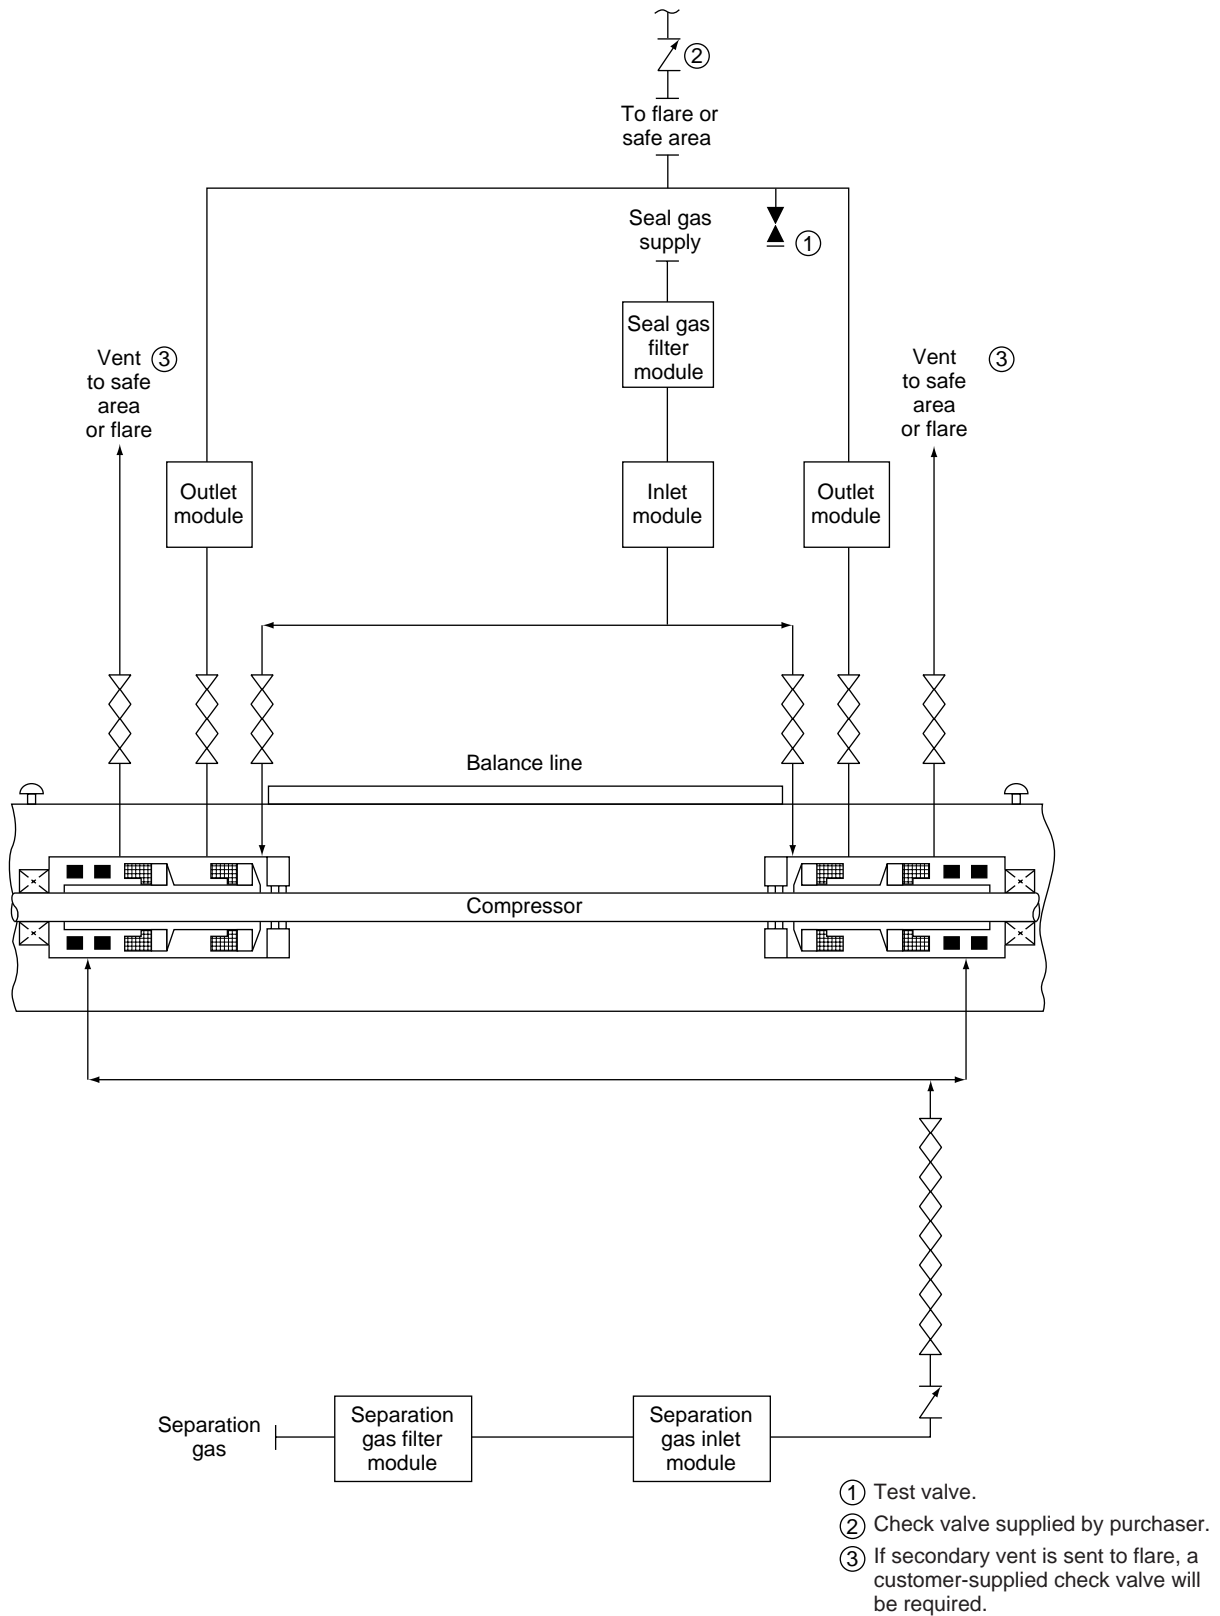 ②
To flare or
safe area
Seal gas
supply
①
Seal gas
filter
module
Vent ③
to safe
area
or flare
Vent ③
to safe
area
or flare
Outlet
module
Inlet
module
Outlet
module
Balance line
Compressor
Separation
gas
Separation
gas filter
module
Separation
gas inlet
module
① Test valve.
② Check valve supplied by purchaser.
③ If secondary vent is sent to flare, a
customer-supplied check valve will
be required.